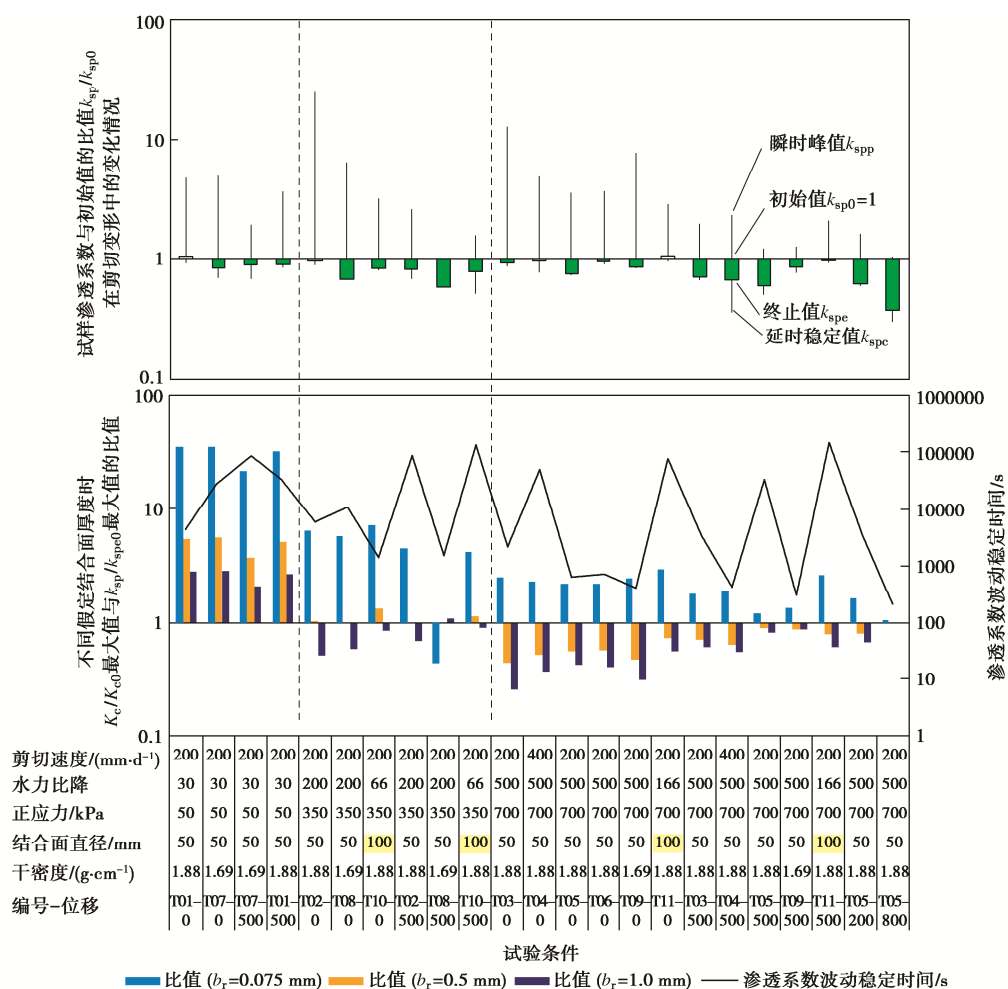 100
10
1
0.1
试样渗透系数与初始值的比值ksp/ksp0
在剪切变形中的变化情况
瞬时峰值kspp
初始值ksp0=1
终止值kspe
延时稳定值kspc
100
10
1
0.1
不同假定结合面厚度时
Kc/Kc0最大值与ksp/kspc0最大值的比值
1000000
100000
10000
1000
100
10
1
渗透系数波动稳定时间/s
剪切速度/(mm·d⁻¹) 200 200 200 200 200 200 200 200 200 200 200 400 200 200 200 200 200 400 200 200 200 200 200
水力比降 30 30 30 30 200 200 66 200 200 66 500 500 500 500 500 166 500 500 500 500 166 500 500
正应力/kPa 50 50 50 50 350 350 350 350 350 350 700 700 700 700 700 700 700 700 700 700 700 700 700
结合面直径/mm 50 50 50 50 50 50 100 50 50 100 50 50 50 50 50 100 50 50 50 50 100 50 50
干密度/(g·cm⁻¹) 1.88 1.69 1.69 1.88 1.88 1.69 1.88 1.88 1.69 1.88 1.88 1.88 1.88 1.88 1.69 1.88 1.88 1.88 1.88 1.69 1.88 1.88 1.88
编号-位移 T01- T07- T07- T01- T02- T08- T10- T02- T08- T10- T03- T04- T05- T06- T09- T11- T03- T04- T05- T09- T11- T05- T05-
0 0 500 500 0 0 0 500 500 500 0 0 0 0 0 0 500 500 500 500 500 200 800
试验条件
比值 (br=0.075 mm) 比值 (br=0.5 mm) 比值 (br=1.0 mm) 渗透系数波动稳定时间/s